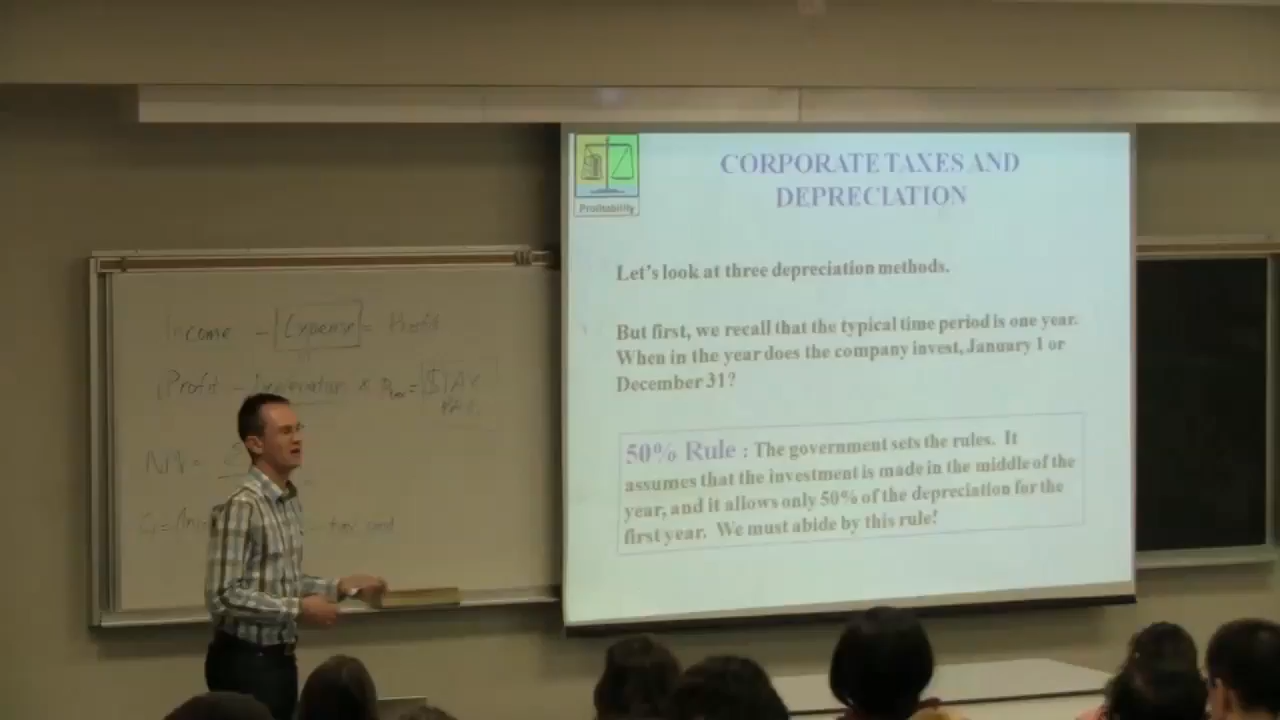 Profitability
CORPORATE TAXES AND
DEPRECIATION
Let's look at three depreciation methods.
But first, we recall that the typical time period is one year.
When in the year does the company invest, January 1 or
December 31?
50% Rule : The government sets the rules. It
assumes that the investment is made in the middle of the
year, and it allows only 50% of the depreciation for the
first year. We must abide by this rule!
Income - Expense = Profit
Profit -